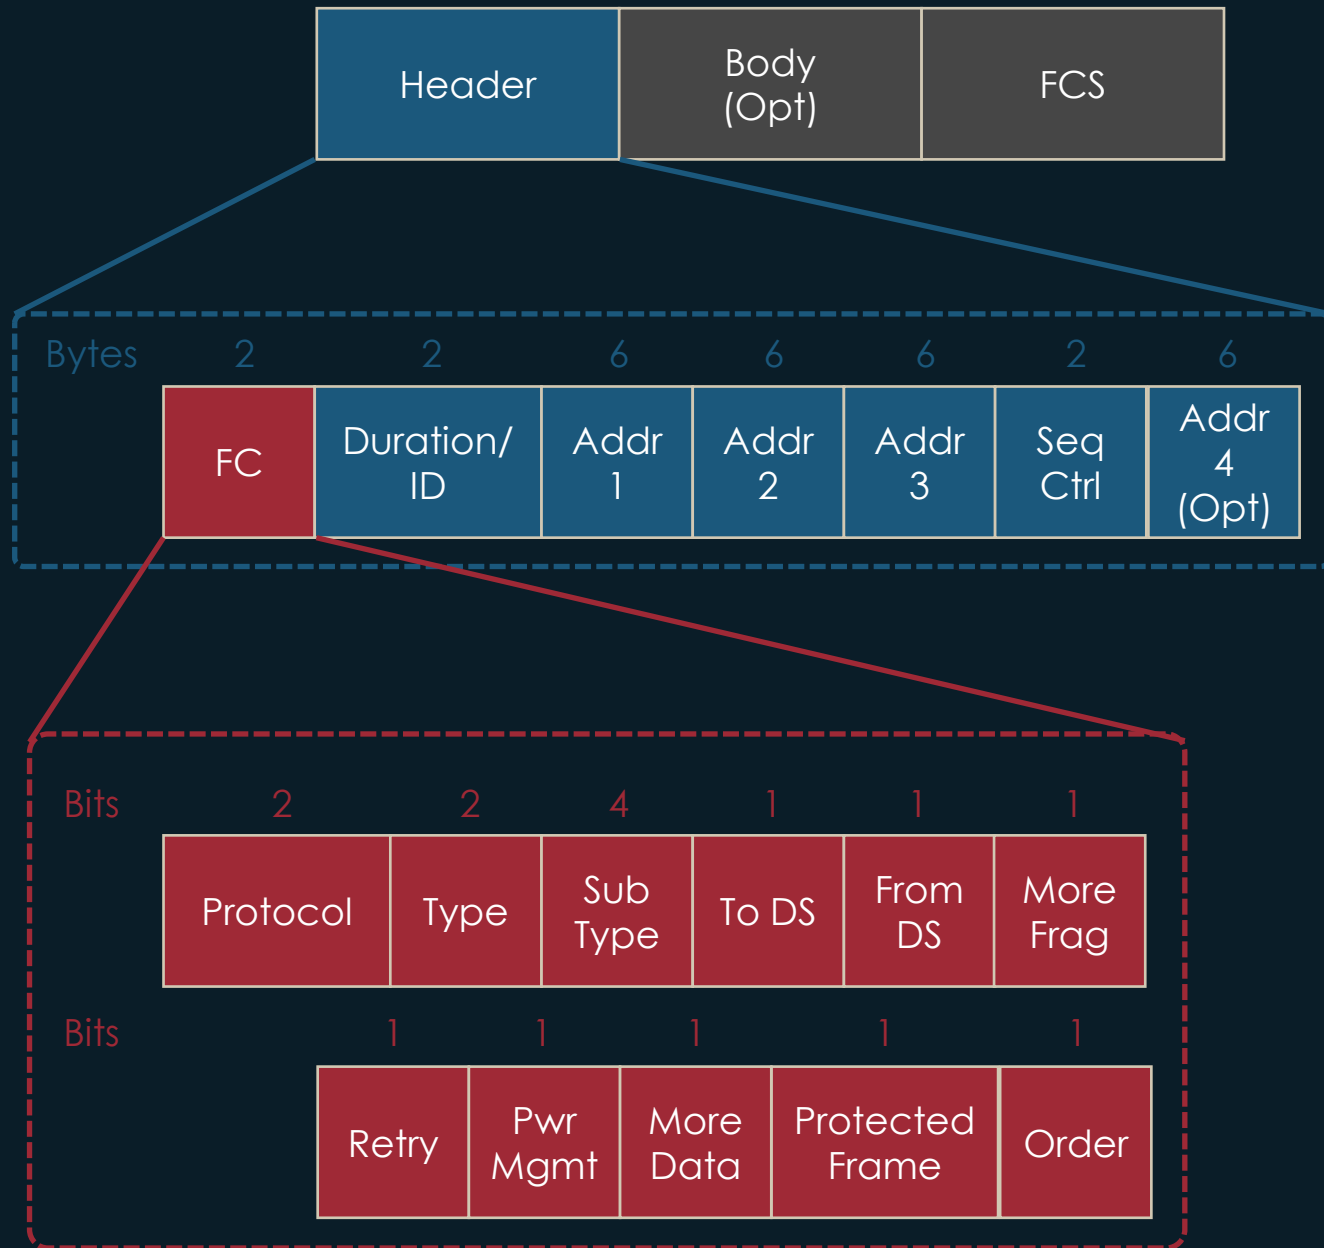 Header
Body
(Opt)
FCS
Bytes 2 2 6 6 6 2 6
FC
Duration/
ID
Addr
1
Addr
2
Addr
3
Seq
Ctrl
Addr
4
(Opt)
Bits 2 2 4 1 1 1
Protocol
Type
Sub
Type
To DS
From
DS
More
Frag
Bits 1 1 1 1 1
Retry
Pwr
Mgmt
More
Data
Protected
Frame
Order